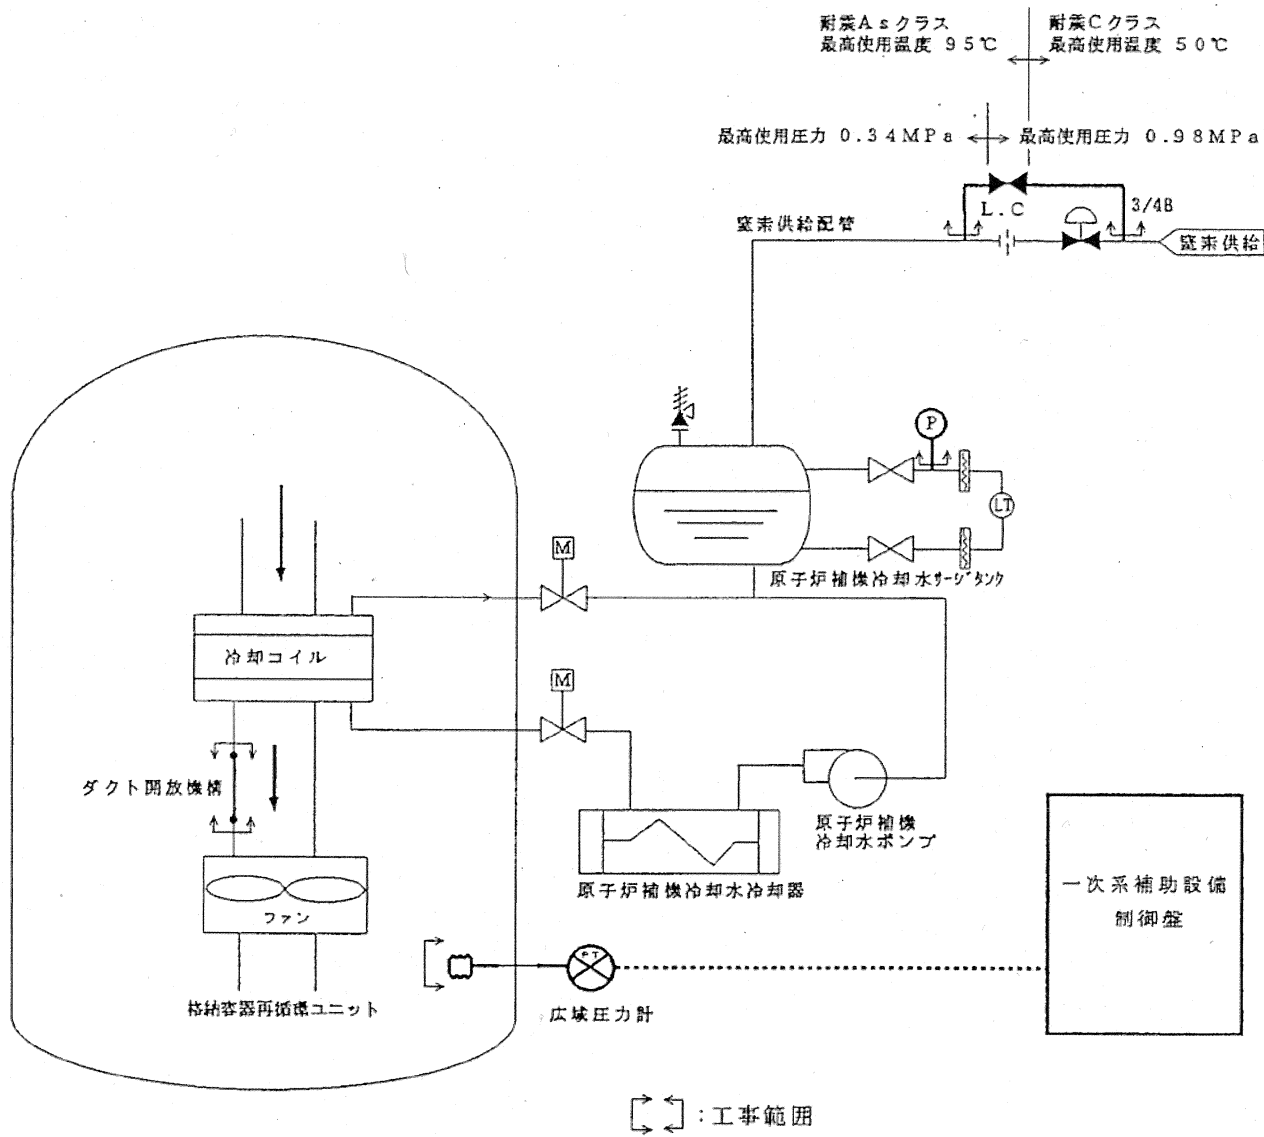 耐震Asクラス
最高使用温度 95℃
耐震Cクラス
最高使用温度 50℃
最高使用圧力 0.34MPa
最高使用圧力 0.98MPa
L.C
3/4B
窒素供給配管
窒素供給
P
LT
原子炉補機冷却水サージタンク
M
冷却コイル
M
ダクト開放機構
原子炉補機
冷却水ポンプ
原子炉補機冷却水冷却器
一次系補助設備
制御盤
ファン
PT
格納容器再循環ユニット
広域圧力計
：工事範囲